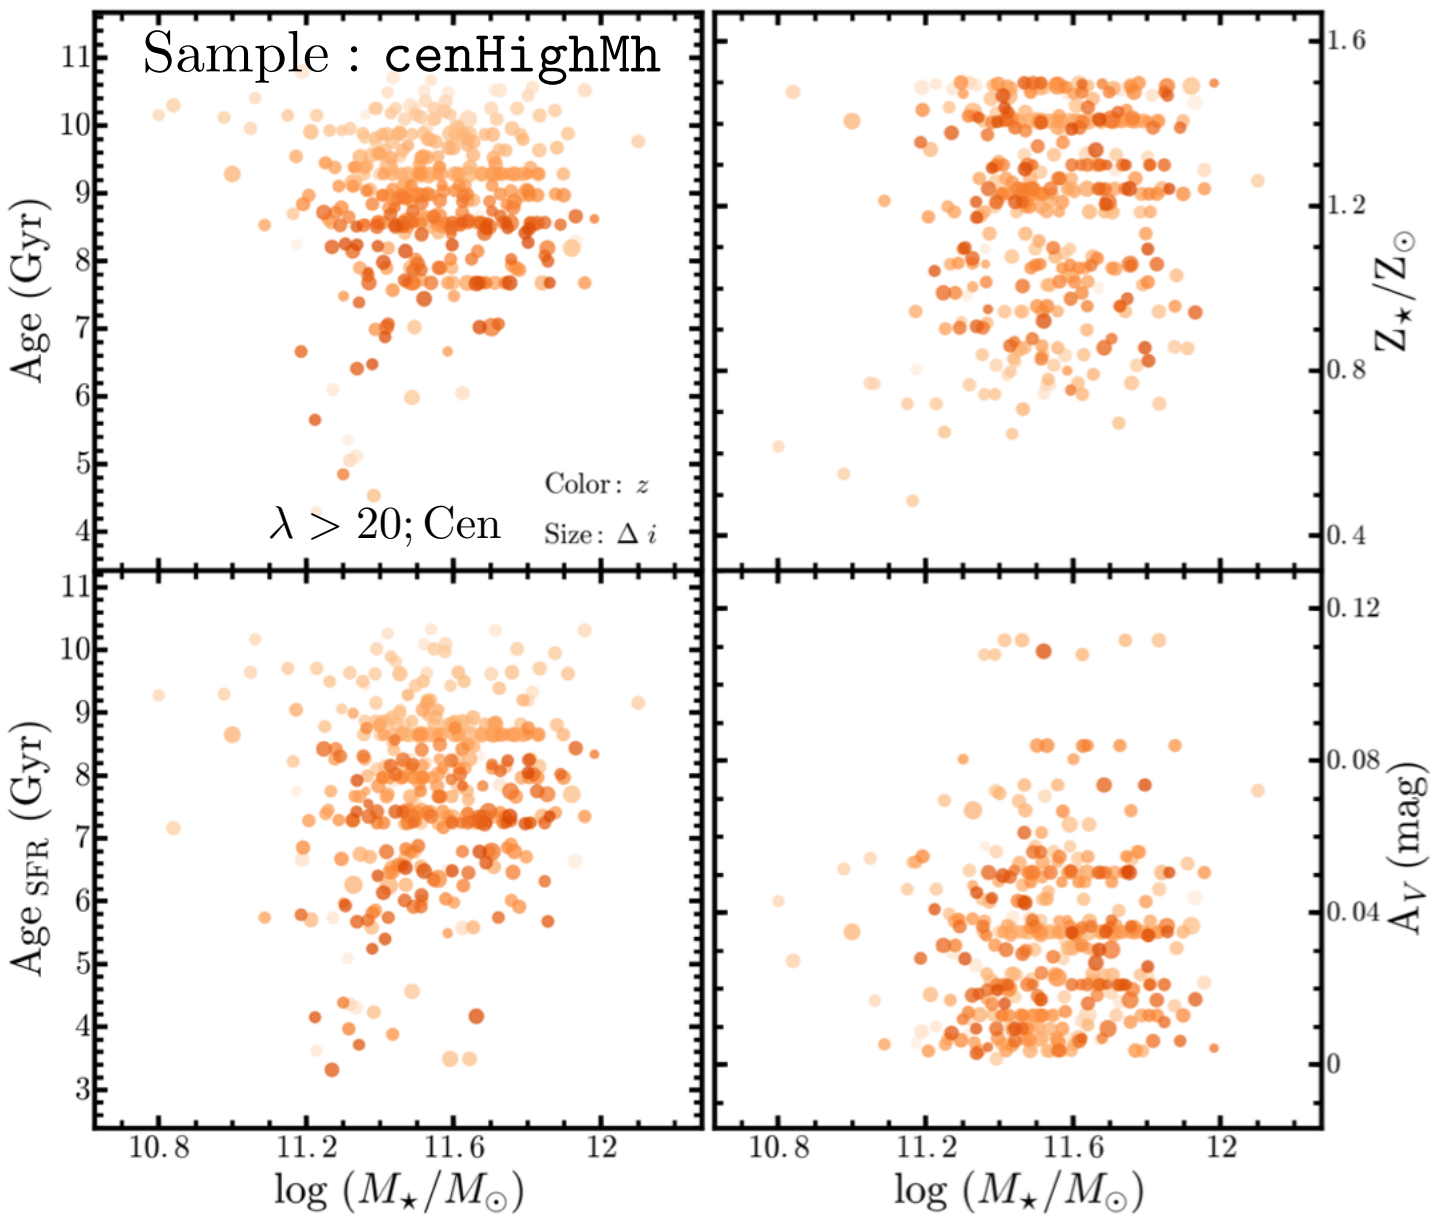 Sample : cenHighMh
11
10
9
8
7
6
5
4
Age (Gyr)
λ > 20; Cen
Color: z
Size: Δ i
1.6
1.2
0.8
0.4
Z★/Z⊙
11
10
9
8
7
6
5
4
3
Age SFR (Gyr)
0.12
0.08
0.04
0
A_V (mag)
10.8 11.2 11.6 12
log (M★/M⊙)
10.8 11.2 11.6 12
log (M★/M⊙)